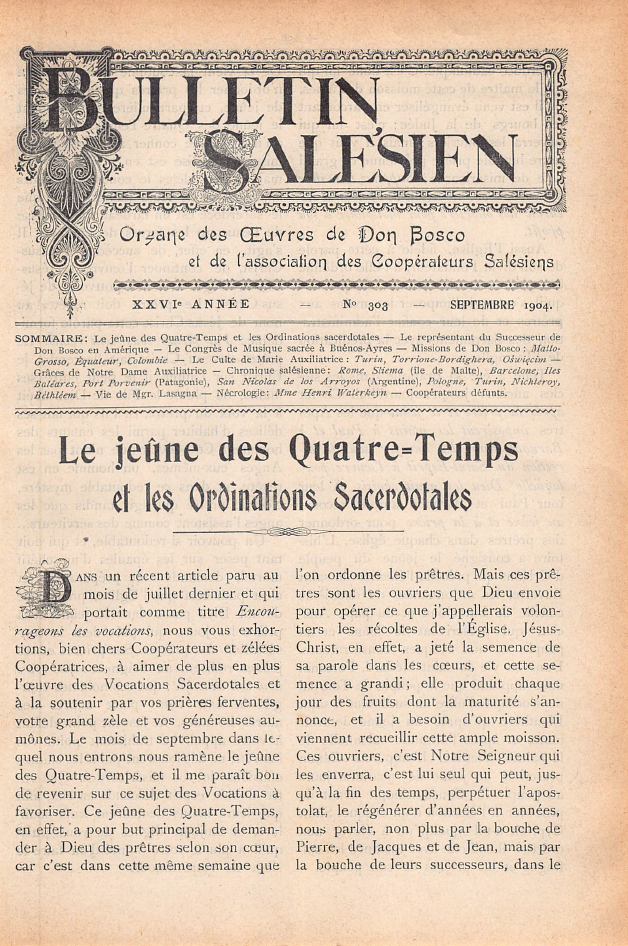 BULLETIN
SALÉSIEN
Organe des Œuvres de Don Bosco
et de l'association des Coopérateurs Salésiens
XXVIe ANNÉE — No 303 — SEPTEMBRE 1904.
SOMMAIRE: Le jeûne des Quatre-Temps et les Ordinations sacerdotales — Le représentant du Successeur de
Don Bosco en Amérique — Le Congrès de Musique sacrée à Buénos-Ayres — Missions de Don Bosco: Matto-
Grosso, Équateur, Colombie — Le Culte de Marie Auxiliatrice: Turin, Torrione-Bordighera, Oświęcim —
Grâces de Notre Dame Auxiliatrice — Chronique salésienne: Rome, Sliema (île de Malte), Barcelone, Iles
Baléares, Port Porvenir (Patagonie), San Nicolas de los Arroyos (Argentine), Pologne, Turin, Nichteroy,
Béthléem — Vie de Mgr. Lasagna — Nécrologie: Mme Henri Waterkeyn — Coopérateurs défunts.
Le jeûne des Quatre=Temps
et les Ordinations Sacerdotales
DANS un récent article paru au
mois de juillet dernier et qui
portait comme titre Encou-
rageons les vocations, nous vous exhor-
tions, bien chers Coopérateurs et zélées
Coopératrices, à aimer de plus en plus
l'œuvre des Vocations Sacerdotales et
à la soutenir par vos prières ferventes,
votre grand zèle et vos généreuses au-
mônes. Le mois de septembre dans le-
quel nous entrons nous ramène le jeûne
des Quatre-Temps, et il me paraît bon
de revenir sur ce sujet des Vocations à
favoriser. Ce jeûne des Quatre-Temps,
en effet, a pour but principal de deman-
der à Dieu des prêtres selon son cœur,
car c'est dans cette même semaine que
l'on ordonne les prêtres. Mais ces prê-
tres sont les ouvriers que Dieu envoie
pour opérer ce que j'appellerais volon-
tiers les récoltes de l'Église. Jésus-
Christ, en effet, a jeté la semence de
sa parole dans les cœurs, et cette se-
mence a grandi; elle produit chaque
jour des fruits dont la maturité s'an-
nonce, et il a besoin d'ouvriers qui
viennent recueillir cette ample moisson.
Ces ouvriers, c'est Notre Seigneur qui
les enverra, c'est lui seul qui peut, jus-
qu'à la fin des temps, perpétuer l'apos-
tolat, le régénérer d'années en années,
nous parler, non plus par la bouche de
Pierre, de Jacques et de Jean, mais par
la bouche de leurs successeurs, dans le